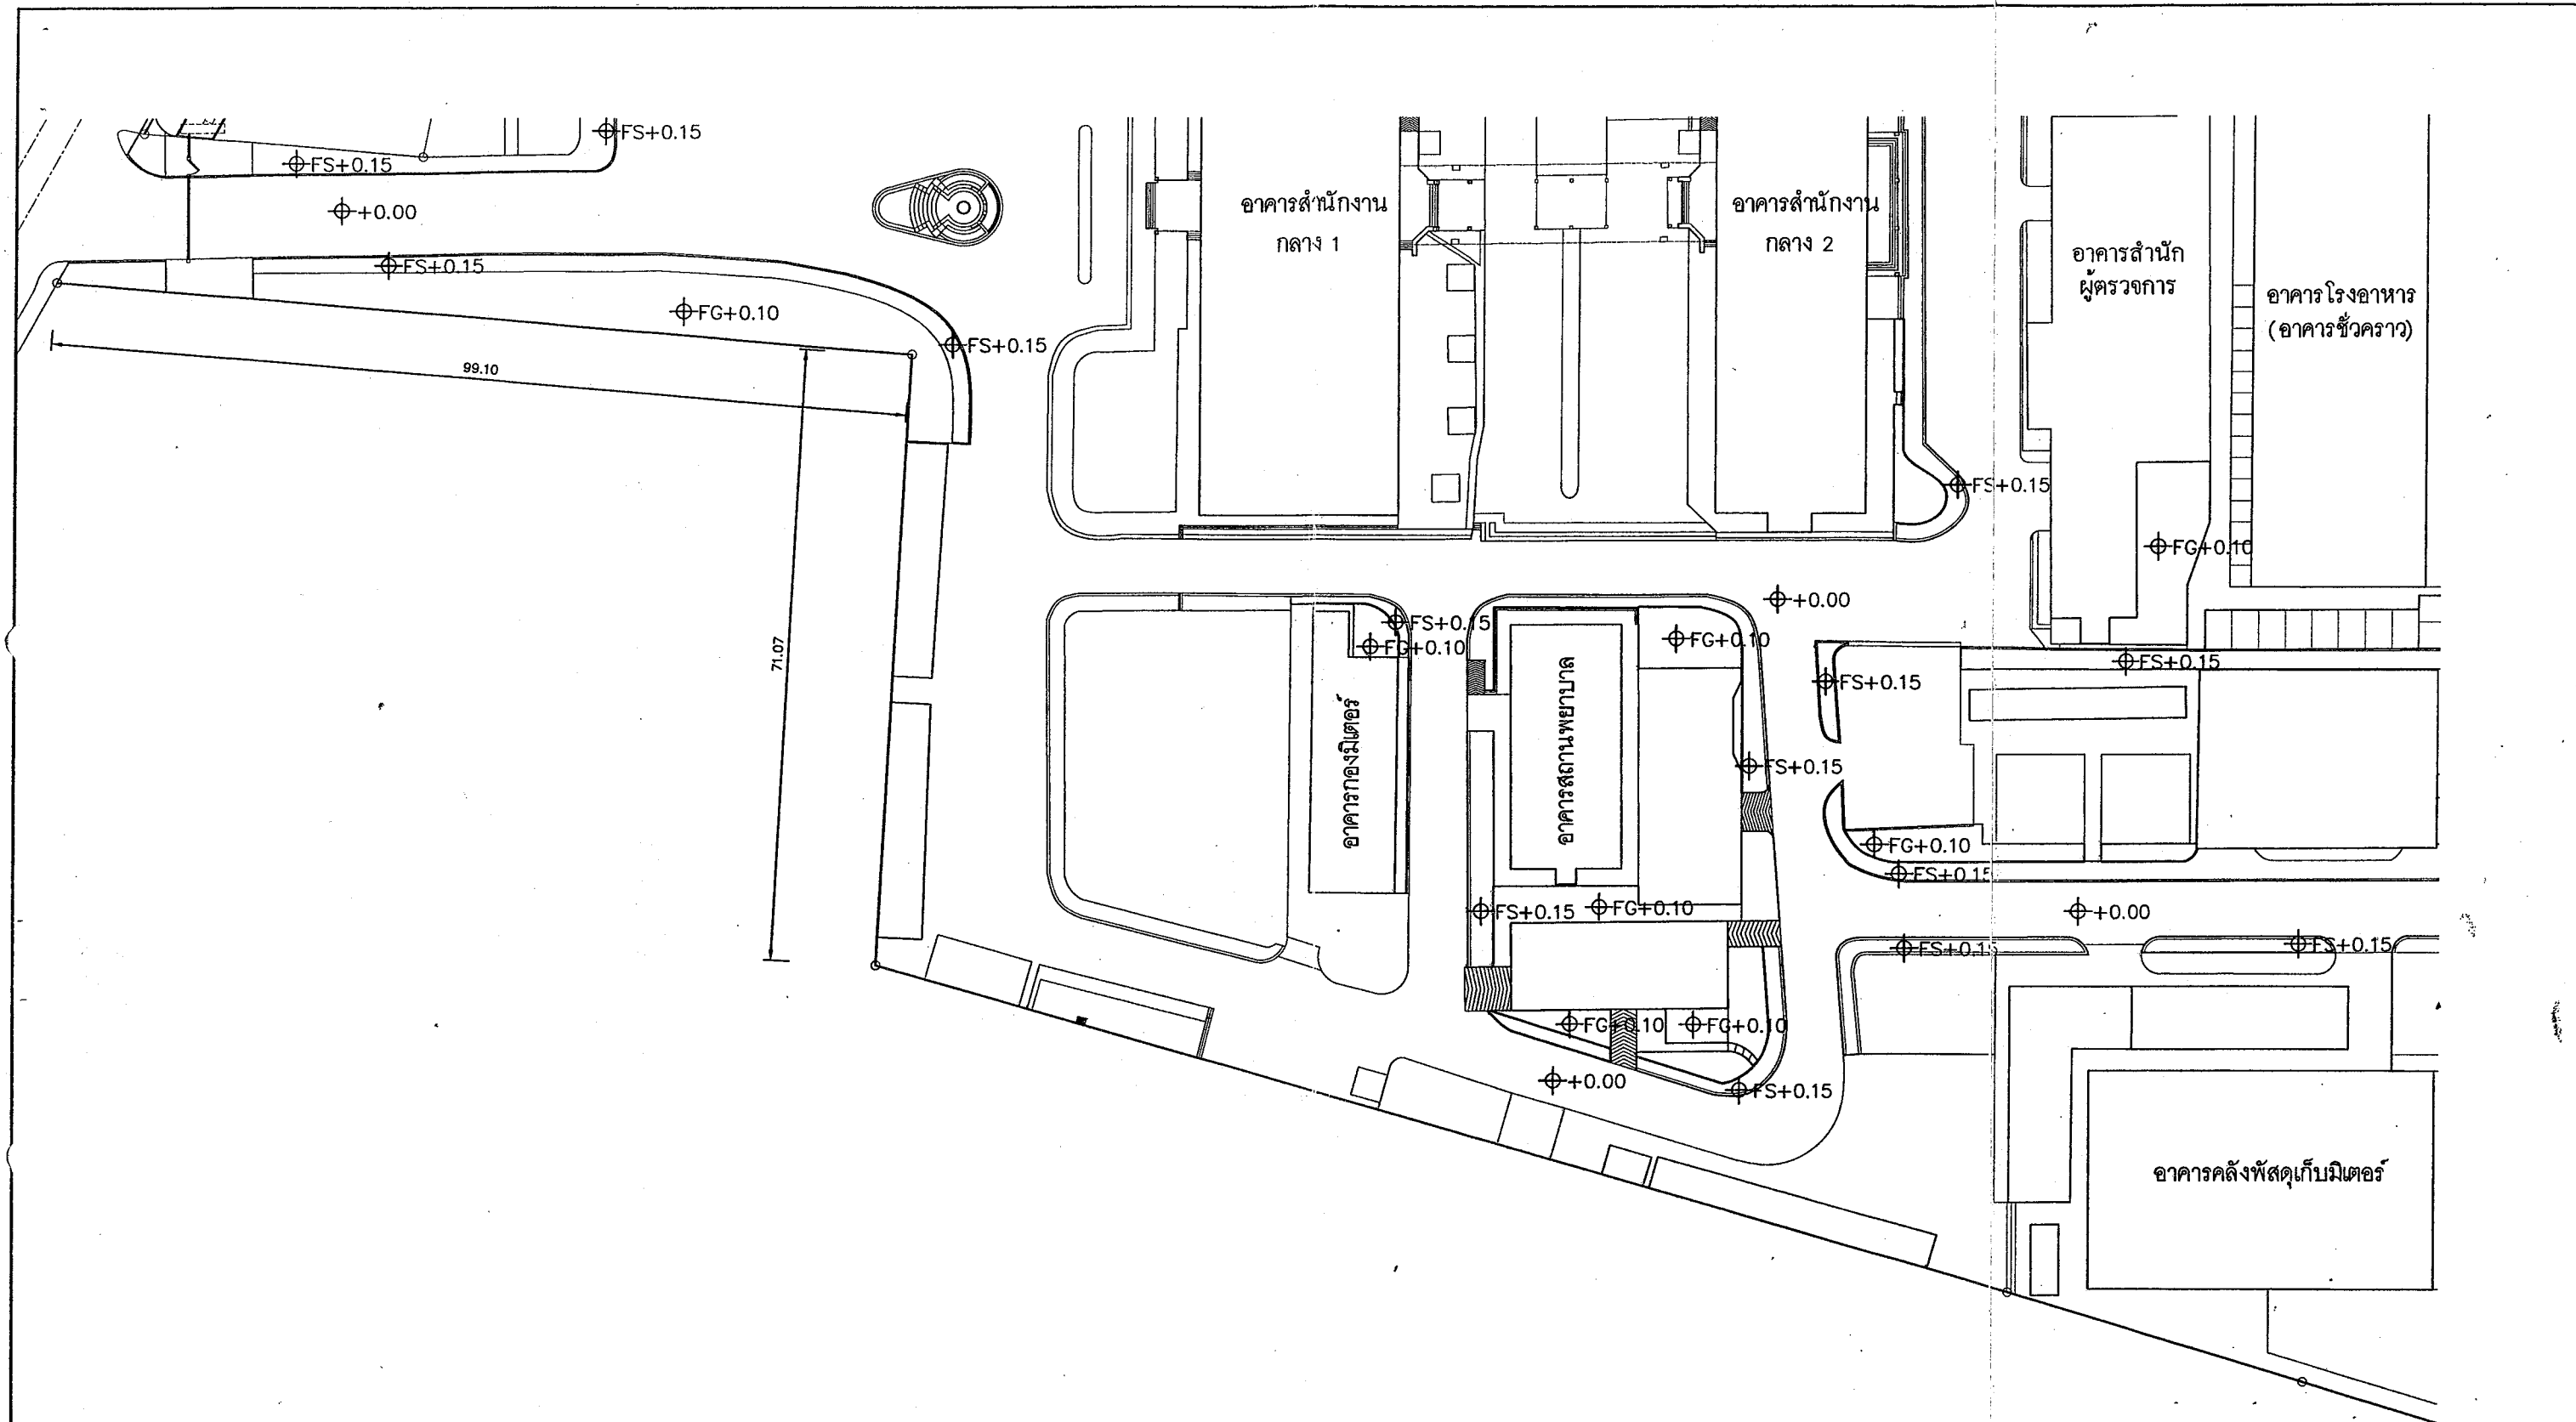 FS+0.15
FS+0.15
+0.00
อาคารสำนักงาน
กลาง 1
อาคารสำนักงาน
กลาง 2
อาคารสำนัก
ผู้ตรวจการ
อาคารโรงอาหาร
(อาคารชั่วคราว)
FS+0.15
FG+0.10
FS+0.15
99.10
FS+0.15
FG+0.10
71.07
+0.00
FS+0.15
FG+0.10
FG+0.10
FS+0.15
FS+0.15
อาคารกองมิเตอร์
อาคารสถานพยาบาล
FS+0.15
FG+0.10
FS+0.15
FS+0.15
FG+0.10
+0.00
FS+0.15
FS+0.15
FG+0.10
FG+0.10
+0.00
FS+0.15
อาคารคลังพัสดุเก็บมิเตอร์